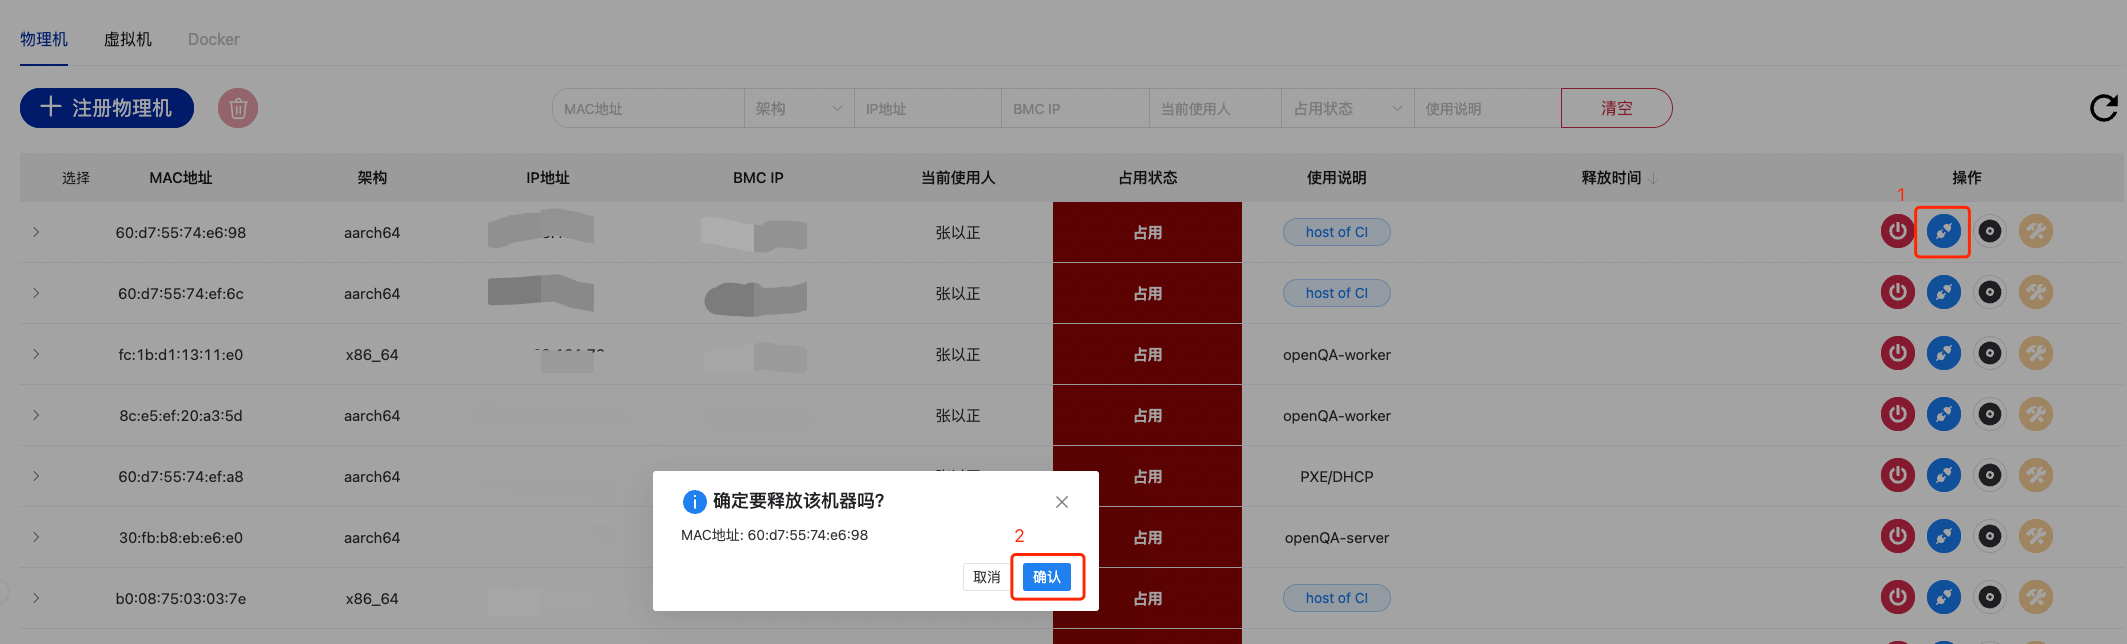 物理机 虚拟机 Docker
注册物理机 MAC地址 架构 IP地址 BMC IP 当前使用人 占用状态 使用说明 清空
选择 MAC地址 架构 IP地址 BMC IP 当前使用人 占用状态 使用说明 释放时间 操作
1
60:d7:55:74:e6:98 aarch64 张以正 占用 host of CI
60:d7:55:74:ef:6c aarch64 张以正 占用 host of CI
fc:1b:d1:13:11:e0 x86_64 张以正 占用 openQA-worker
8c:e5:ef:20:a3:5d aarch64 张以正 占用 openQA-worker
60:d7:55:74:ef:a8 aarch64 占用 PXE/DHCP
30:fb:b8:eb:e6:e0 aarch64 占用 openQA-server
b0:08:75:03:03:7e x86_64 占用 host of CI
确定要释放该机器吗?
MAC地址: 60:d7:55:74:e6:98
2
取消 确认